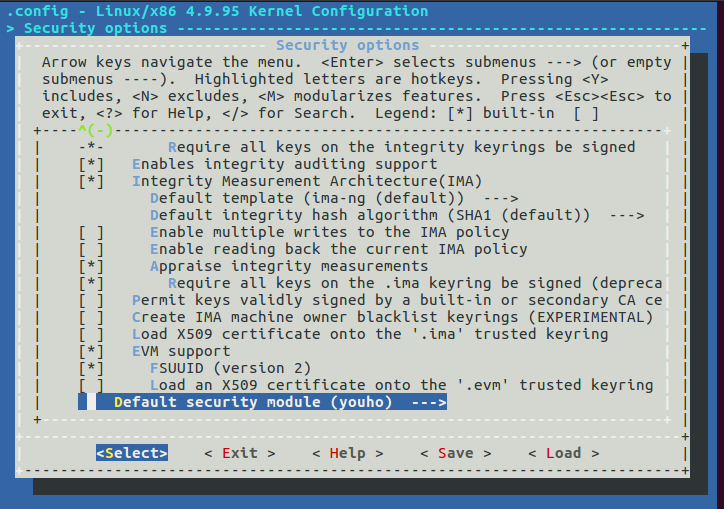 .config - Linux/x86 4.9.95 Kernel Configuration
> Security options
Security options
Arrow keys navigate the menu. <Enter> selects submenus ---> (or empty
submenus ----). Highlighted letters are hotkeys. Pressing <Y>
includes, <N> excludes, <M> modularizes features. Press <Esc><Esc> to
exit, <?> for Help, </> for Search. Legend: [*] built-in [ ]
^(-)
-*- Require all keys on the integrity keyrings be signed
[*] Enables integrity auditing support
[*] Integrity Measurement Architecture(IMA)
Default template (ima-ng (default)) --->
Default integrity hash algorithm (SHA1 (default)) --->
[ ] Enable multiple writes to the IMA policy
[ ] Enable reading back the current IMA policy
[*] Appraise integrity measurements
[*] Require all keys on the .ima keyring be signed (depreca
[ ] Permit keys validly signed by a built-in or secondary CA ce
[ ] Create IMA machine owner blacklist keyrings (EXPERIMENTAL)
[ ] Load X509 certificate onto the '.ima' trusted keyring
[*] EVM support
[*] FSUUID (version 2)
[ ] Load an X509 certificate onto the '.evm' trusted keyring
Default security module (youho) --->
<Select> < Exit > < Help > < Save > < Load >